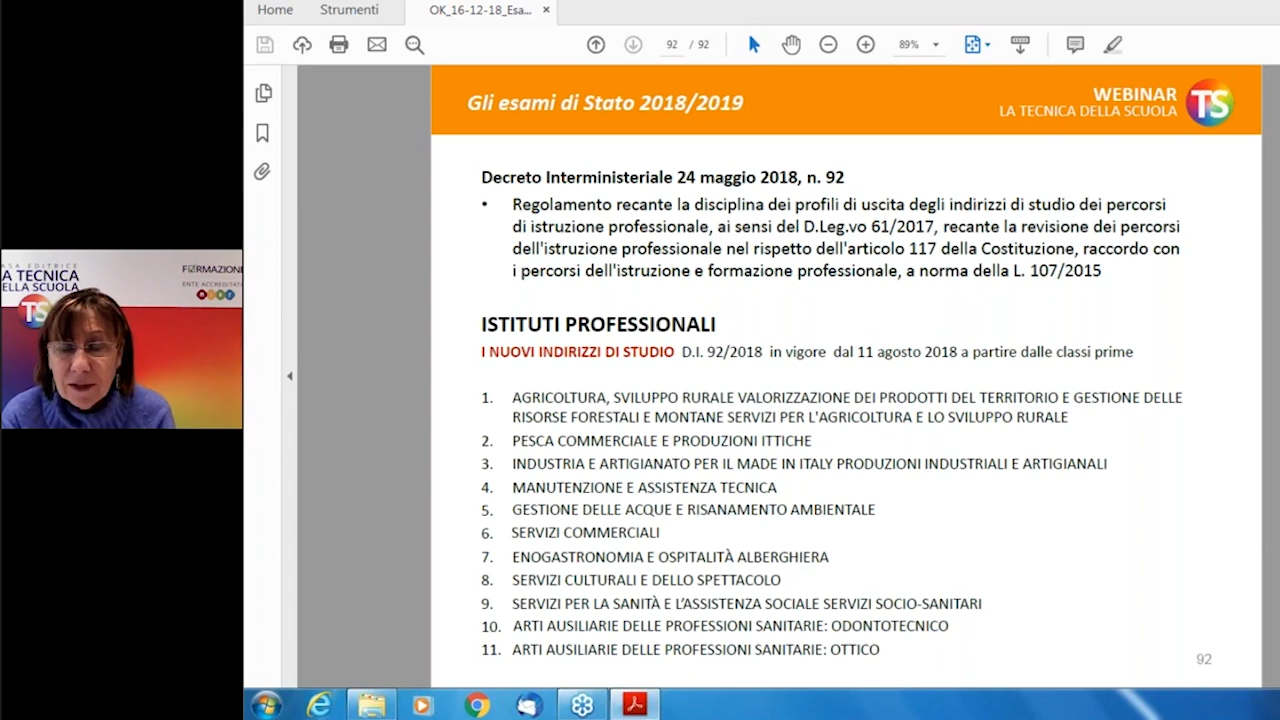 Home Strumenti OK_16-12-18_Esa... ×
92 / 92 89%
Gli esami di Stato 2018/2019
WEBINAR
LA TECNICA DELLA SCUOLA
TS
Decreto Interministeriale 24 maggio 2018, n. 92
• Regolamento recante la disciplina dei profili di uscita degli indirizzi di studio dei percorsi
di istruzione professionale, ai sensi del D.Leg.vo 61/2017, recante la revisione dei percorsi
dell'istruzione professionale nel rispetto dell'articolo 117 della Costituzione, raccordo con
i percorsi dell'istruzione e formazione professionale, a norma della L. 107/2015
ISTITUTI PROFESSIONALI
I NUOVI INDIRIZZI DI STUDIO D.I. 92/2018 in vigore dal 11 agosto 2018 a partire dalle classi prime
1. AGRICOLTURA, SVILUPPO RURALE VALORIZZAZIONE DEI PRODOTTI DEL TERRITORIO E GESTIONE DELLE
RISORSE FORESTALI E MONTANE SERVIZI PER L'AGRICOLTURA E LO SVILUPPO RURALE
2. PESCA COMMERCIALE E PRODUZIONI ITTICHE
3. INDUSTRIA E ARTIGIANATO PER IL MADE IN ITALY PRODUZIONI INDUSTRIALI E ARTIGIANALI
4. MANUTENZIONE E ASSISTENZA TECNICA
5. GESTIONE DELLE ACQUE E RISANAMENTO AMBIENTALE
6. SERVIZI COMMERCIALI
7. ENOGASTRONOMIA E OSPITALITÀ ALBERGHIERA
8. SERVIZI CULTURALI E DELLO SPETTACOLO
9. SERVIZI PER LA SANITÀ E L’ASSISTENZA SOCIALE SERVIZI SOCIO-SANITARI
10. ARTI AUSILIARIE DELLE PROFESSIONI SANITARIE: ODONTOTECNICO
11. ARTI AUSILIARIE DELLE PROFESSIONI SANITARIE: OTTICO
92
ASA EDITRICE
A TECNICA
ELLA SCUOLA
TS
FORMAZIONE
ENTE ACCREDITAT